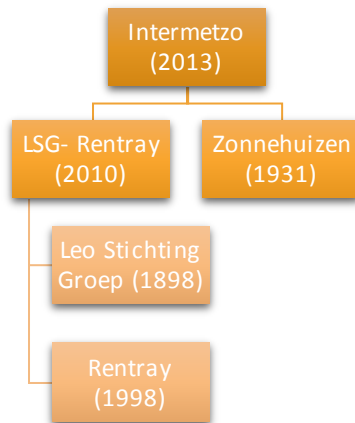 Intermetzo
(2013)
LSG- Rentray
(2010)
Zonnehuizen
(1931)
Leo Stichting
Groep (1898)
Rentray
(1998)